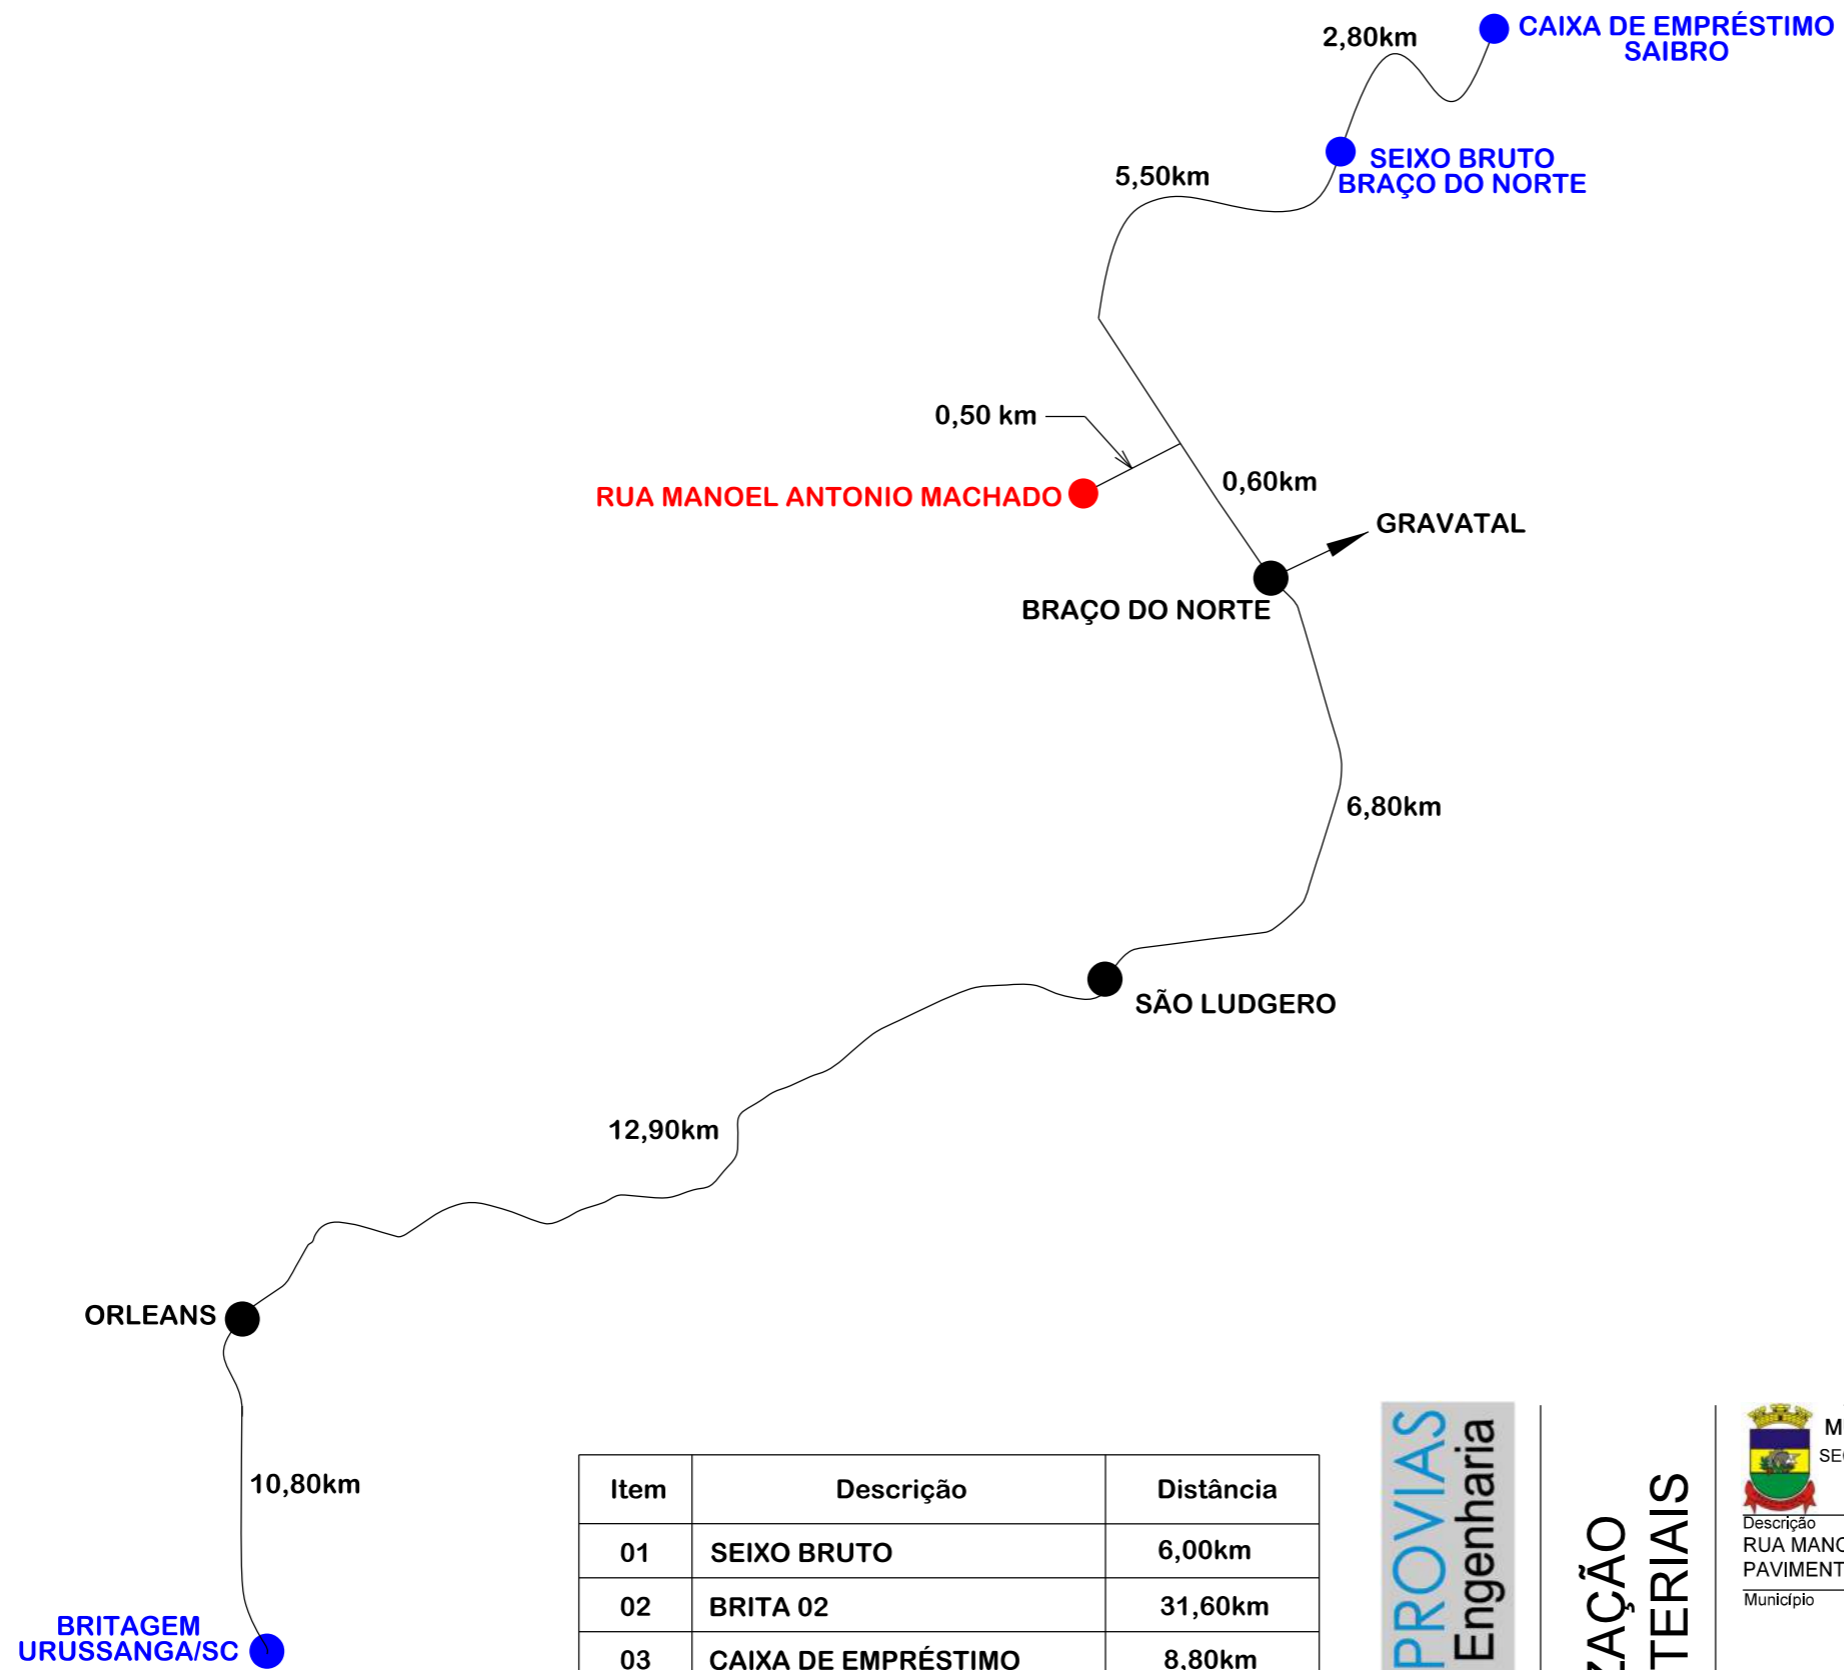 2,80km
CAIXA DE EMPRÉSTIMO
SAIBRO
SEIXO BRUTO
BRAÇO DO NORTE
5,50km
0,50 km
RUA MANOEL ANTONIO MACHADO
0,60km
GRAVATAL
BRAÇO DO NORTE
6,80km
SÃO LUDGERO
12,90km
ORLEANS
10,80km
BRITAGEM
URUSSANGA/SC
Item Descrição Distância
01 SEIXO BRUTO 6,00km
02 BRITA 02 31,60km
03 CAIXA DE EMPRÉSTIMO 8,80km
PROVIAS
Engenharia
ZAÇÃO
TERIAIS
Descrição
RUA MANO
PAVIMENT
Município